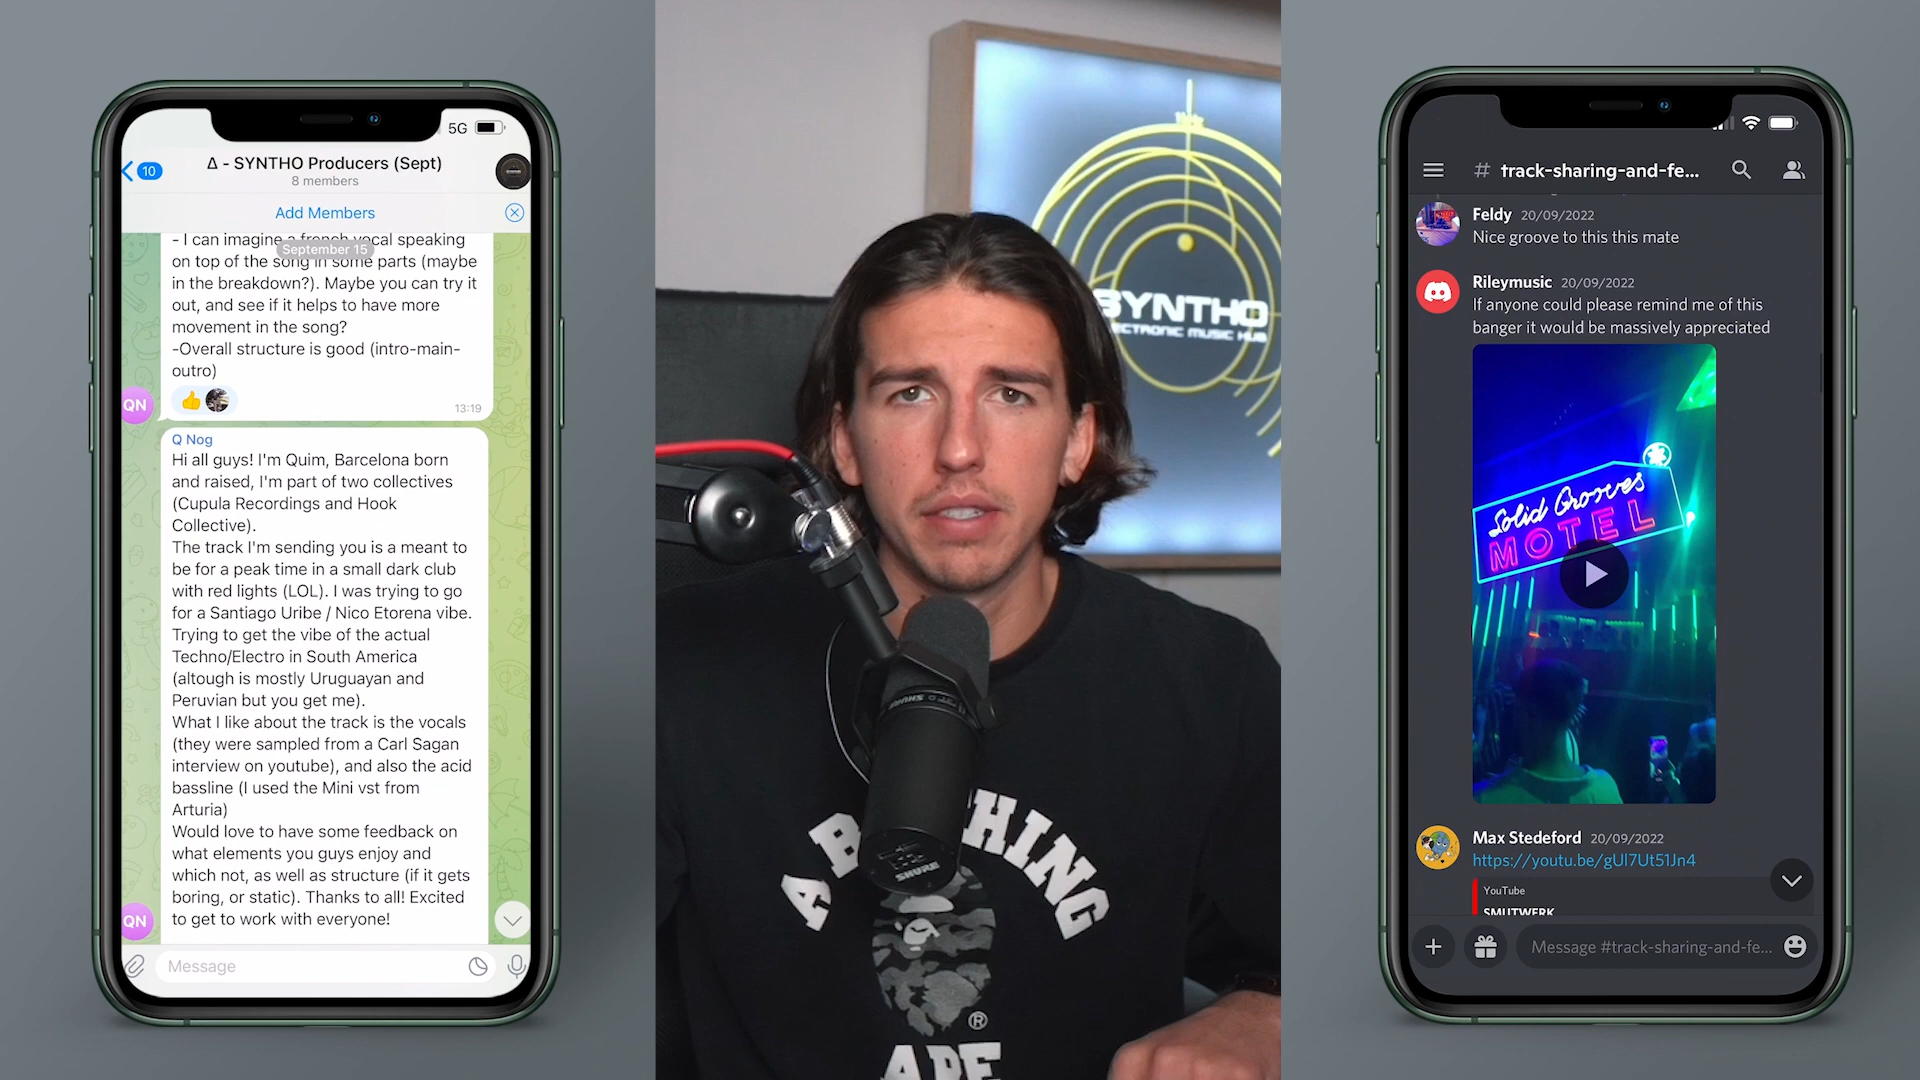 5G
10
Δ - SYNTHO Producers (Sept)
8 members
Add Members
- I can imagine a french vocal speaking
September 15
on top of the song in some parts (maybe
in the breakdown?). Maybe you can try it
out, and see if it helps to have more
movement in the song?
-Overall structure is good (intro-main-
outro)
13:19
QN
Q Nog
Hi all guys! I'm Quim, Barcelona born
and raised, I'm part of two collectives
(Cupula Recordings and Hook
Collective).
The track I'm sending you is a meant to
be for a peak time in a small dark club
with red lights (LOL). I was trying to go
for a Santiago Uribe / Nico Etorena vibe.
Trying to get the vibe of the actual
Techno/Electro in South America
(altough is mostly Uruguayan and
Peruvian but you get me).
What I like about the track is the vocals
(they were sampled from a Carl Sagan
interview on youtube), and also the acid
bassline (I used the Mini vst from
Arturia)
Would love to have some feedback on
what elements you guys enjoy and
which not, as well as structure (if it gets
boring, or static). Thanks to all! Excited
to get to work with everyone!
QN
Message
SYNTHO
ECTRONIC MUSIC HUB
SHURE
SHURE
A BATHING
®
APE
# track-sharing-and-fe...
Feldy 20/09/2022
Nice groove to this this mate
Rileymusic 20/09/2022
If anyone could please remind me of this
banger it would be massively appreciated
Solid Grooves
MOTEL
Max Stedeford 20/09/2022
https://youtu.be/gUl7Ut51Jn4
YouTube
SMUTWERK
Message #track-sharing-and-fe...